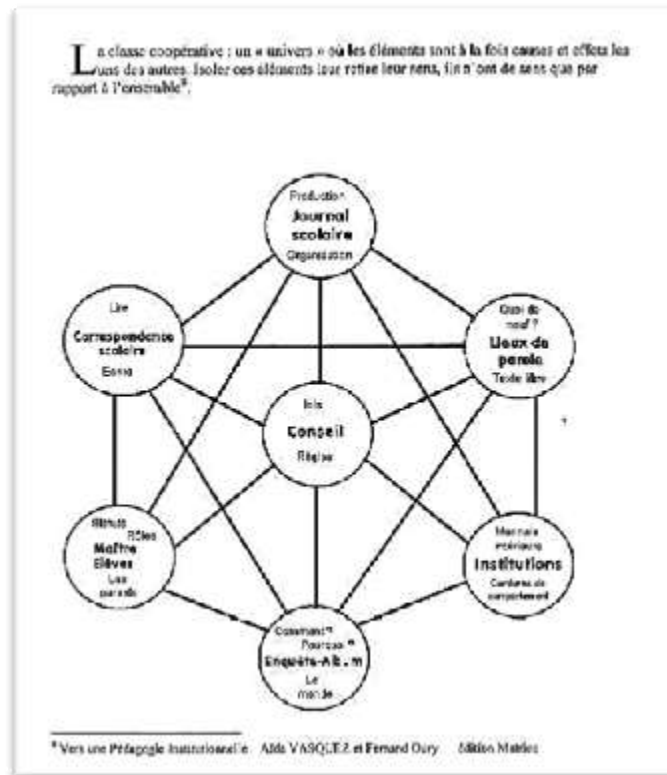 La classe coopérative : un « univers » où les éléments sont à la fois causes et effets les
uns des autres. Isoler ces éléments leur retire leur sens, ils n'ont de sens que par
rapport à l'ensemble*.
Production
Journal
scolaire
Organisation
Lire
Correspondance
scolaire
Ecrire
Quoi de
neuf ?
Lieux de
parole
Texte libre
lois
Conseil
Règles
Statuts
Rôles
Maître
Elèves
Les
parents
Monnaie
intérieure
Institutions
Ceintures de
comportement
Comment
Pourquoi
Enquête-Album
Le
monde
* Vers une Pédagogie Institutionnelle Aïda VASQUEZ et Fernand Oury Edition Matrice